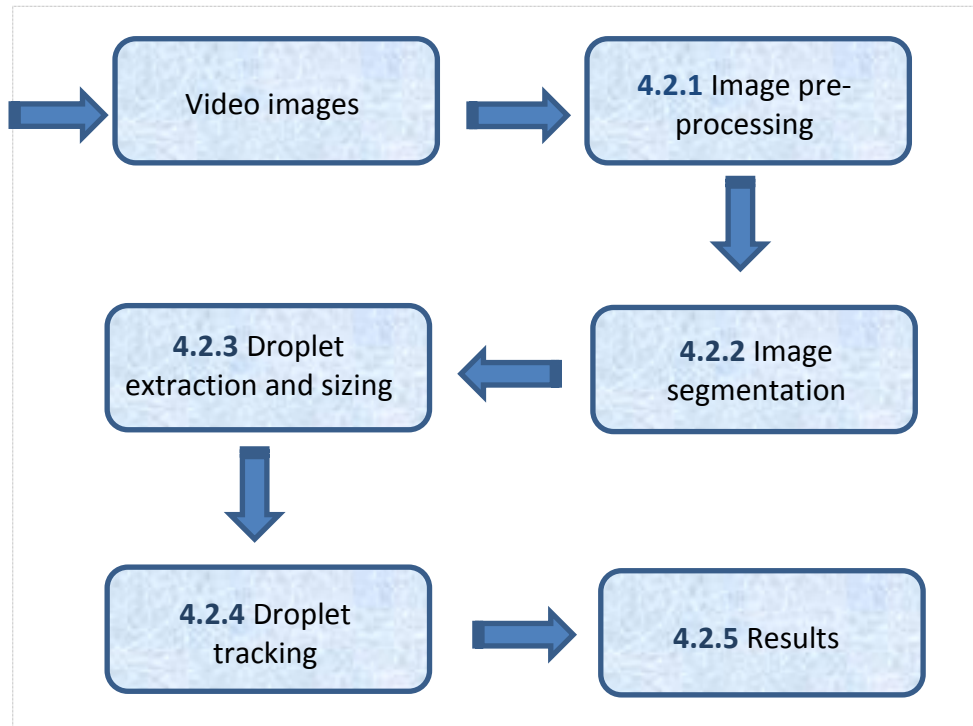 Video images
4.2.1 Image pre-
processing
4.2.2 Image
segmentation
4.2.3 Droplet
extraction and sizing
4.2.4 Droplet
tracking
4.2.5 Results